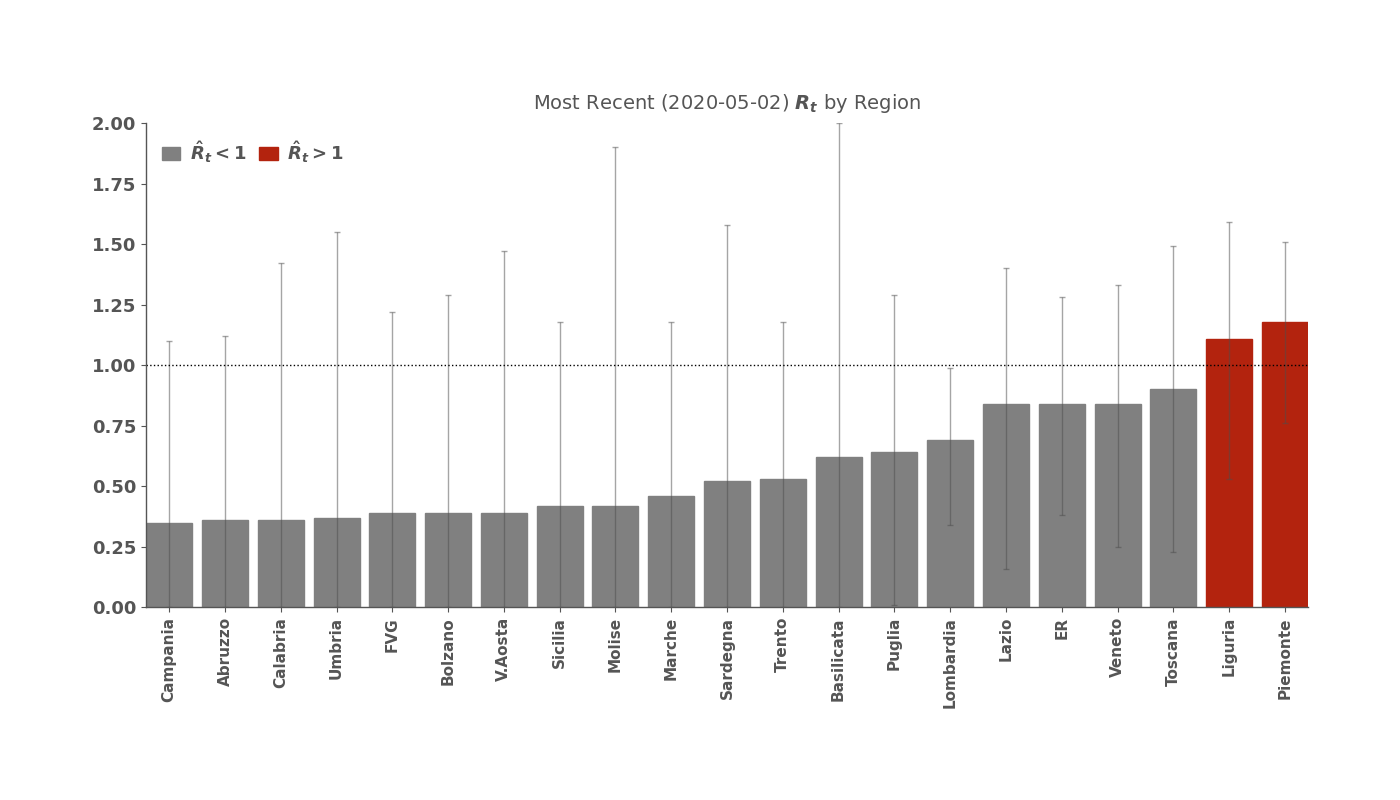 Most Recent (2020-05-02) Rₜ by Region
R̂ₜ < 1
R̂ₜ > 1
2.00
1.75
1.50
1.25
1.00
0.75
0.50
0.25
0.00
Campania
Abruzzo
Calabria
Umbria
FVG
Bolzano
V.Aosta
Sicilia
Molise
Marche
Sardegna
Trento
Basilicata
Puglia
Lombardia
Lazio
ER
Veneto
Toscana
Liguria
Piemonte